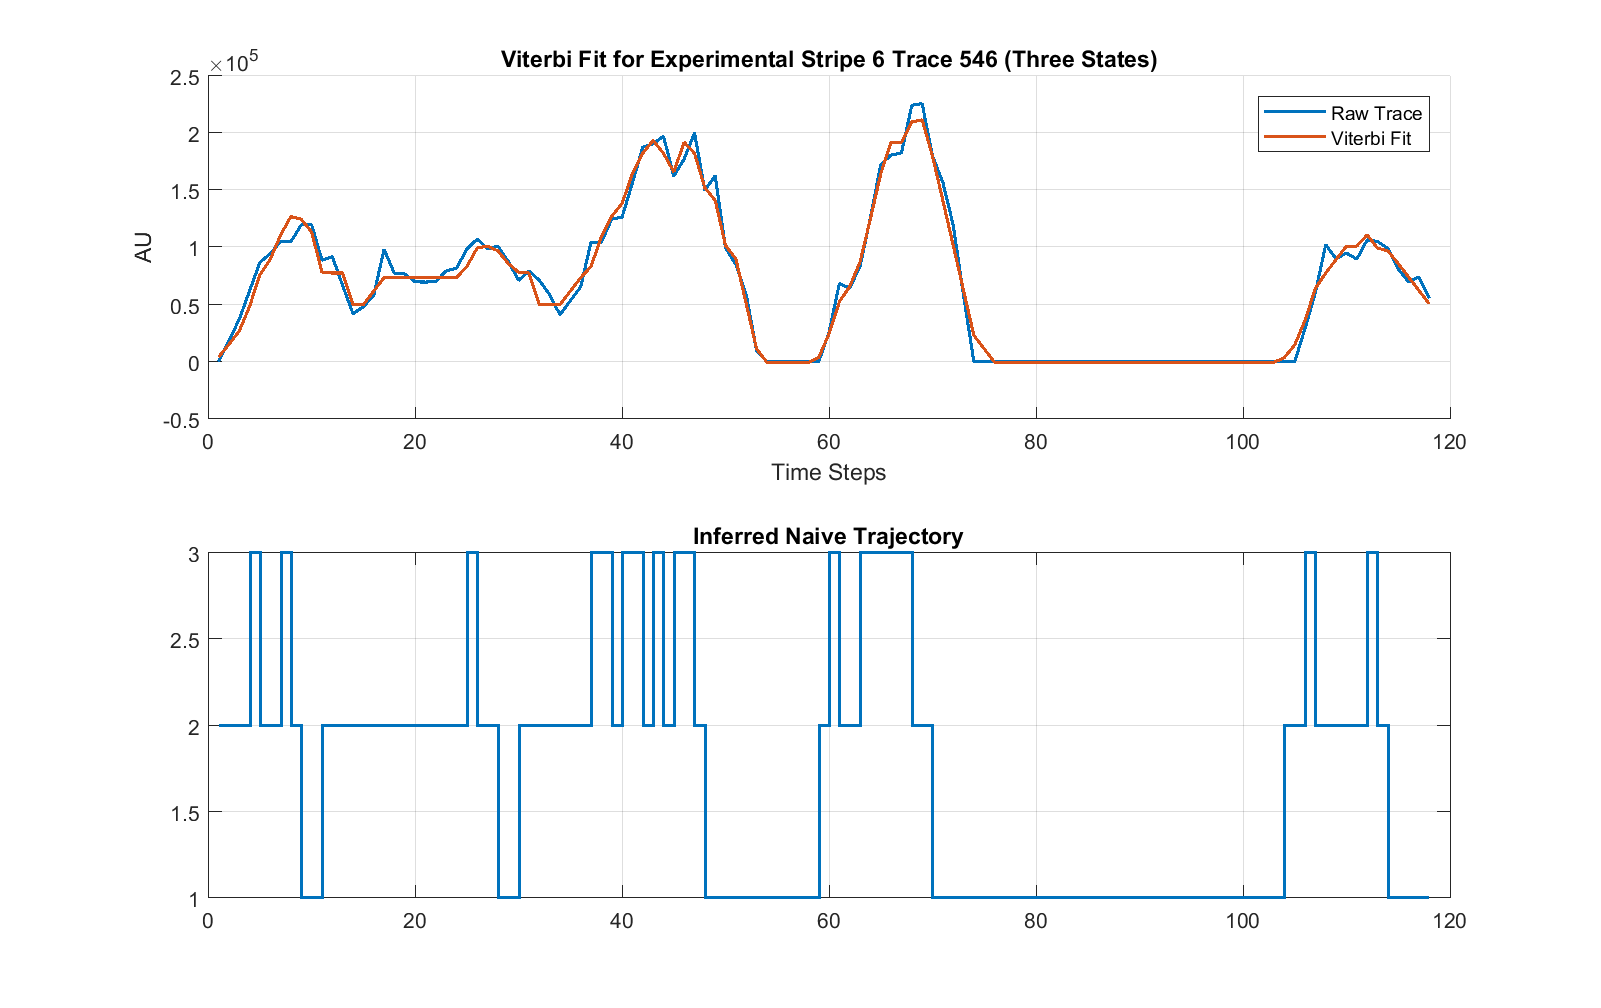 Viterbi Fit for Experimental Stripe 6 Trace 546 (Three States)
×10^5
2.5
2
1.5
1
0.5
0
-0.5
AU
Raw Trace
Viterbi Fit
0 20 40 60 80 100 120
Time Steps
Inferred Naive Trajectory
3
2.5
2
1.5
1
0 20 40 60 80 100 120